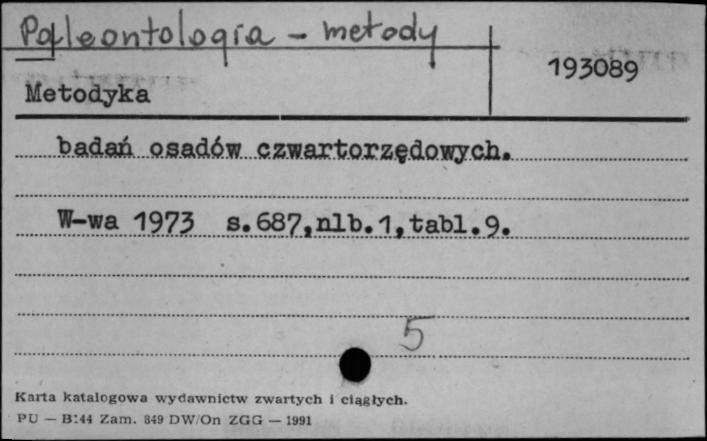 Paleontologia - metody
193089
Metodyka
badań osadów czwartorzędowych.
W-wa 1973 s.687,nlb.1,tabl.9.
5
Karta katalogowa wydawnictw zwartych i ciągłych.
PU — B:44 Zam. 849 DW/On ZGG — 1991